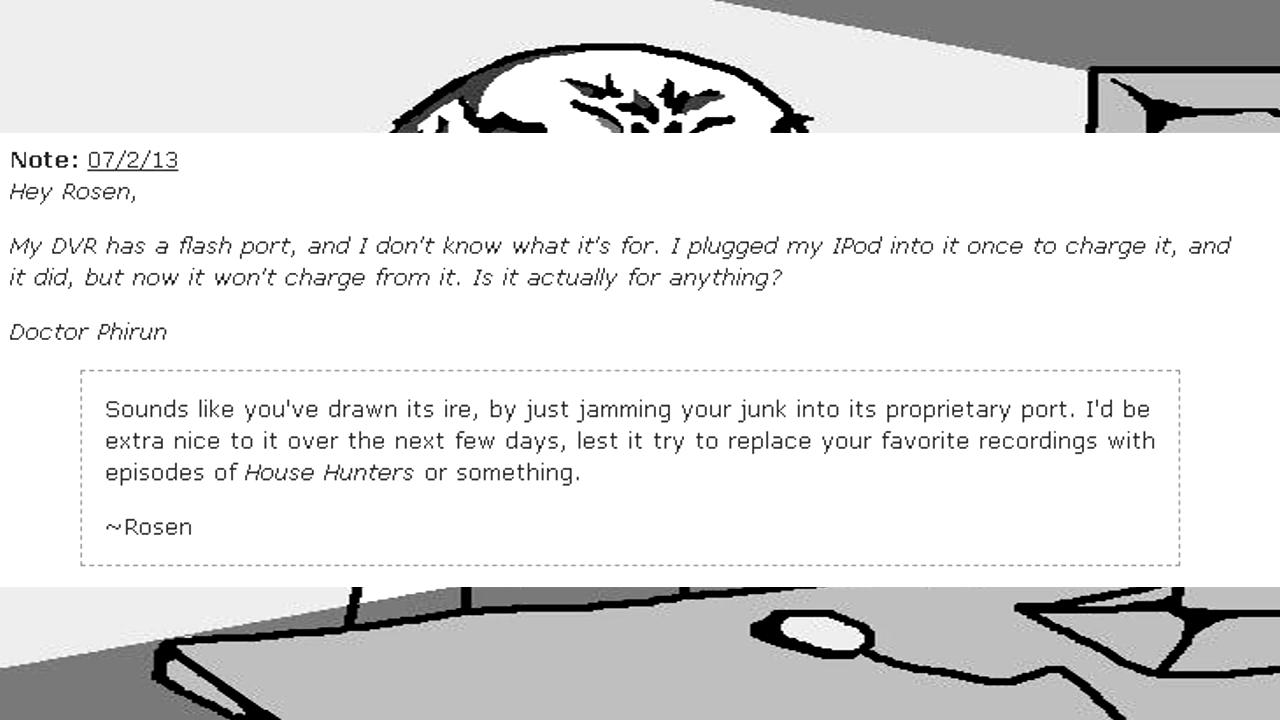 Note: 07/2/13
Hey Rosen,
My DVR has a flash port, and I don't know what it's for. I plugged my IPod into it once to charge it, and
it did, but now it won't charge from it. Is it actually for anything?
Doctor Phirun
Sounds like you've drawn its ire, by just jamming your junk into its proprietary port. I'd be
extra nice to it over the next few days, lest it try to replace your favorite recordings with
episodes of House Hunters or something.
~Rosen